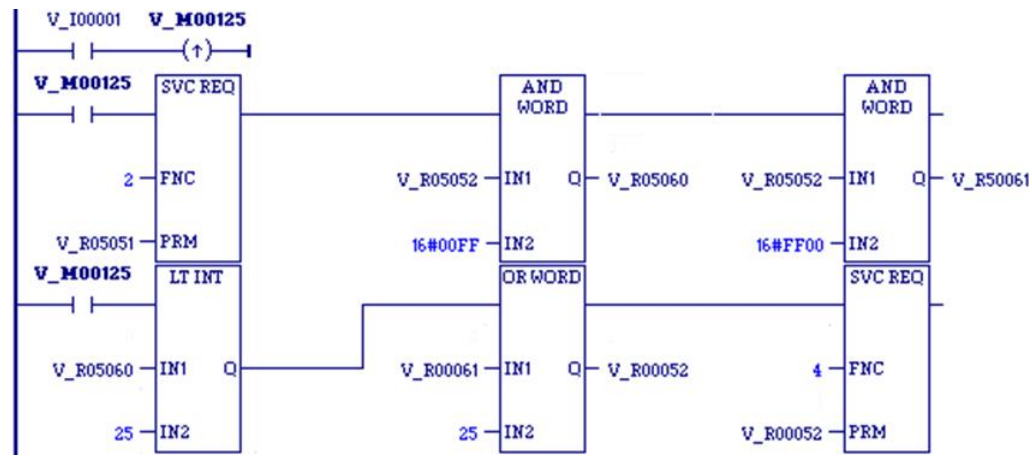 V_I00001 V_M00125
(↑)
V_M00125 SVC REQ AND WORD AND WORD
2 FNC V_R05052 IN1 Q V_R05060 V_R05052 IN1 Q V_R50061
V_R05051 PRM 16#00FF IN2 16#FF00 IN2
V_M00125 LT INT OR WORD SVC REQ
V_R05060 IN1 Q V_R00061 IN1 Q V_R00052 4 FNC
25 IN2 25 IN2 V_R00052 PRM